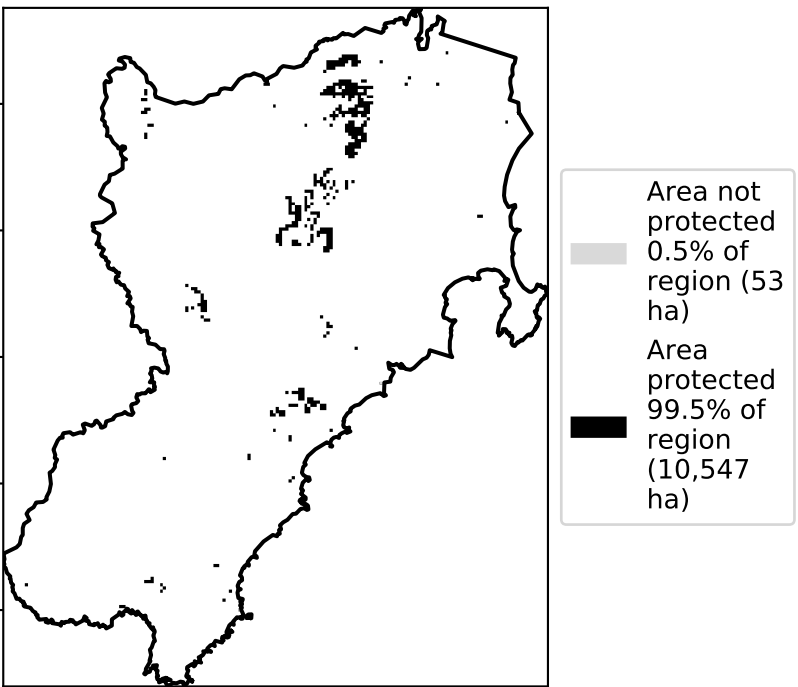 Area not
protected
0.5% of
region (53
ha)
Area
protected
99.5% of
region
(10,547
ha)